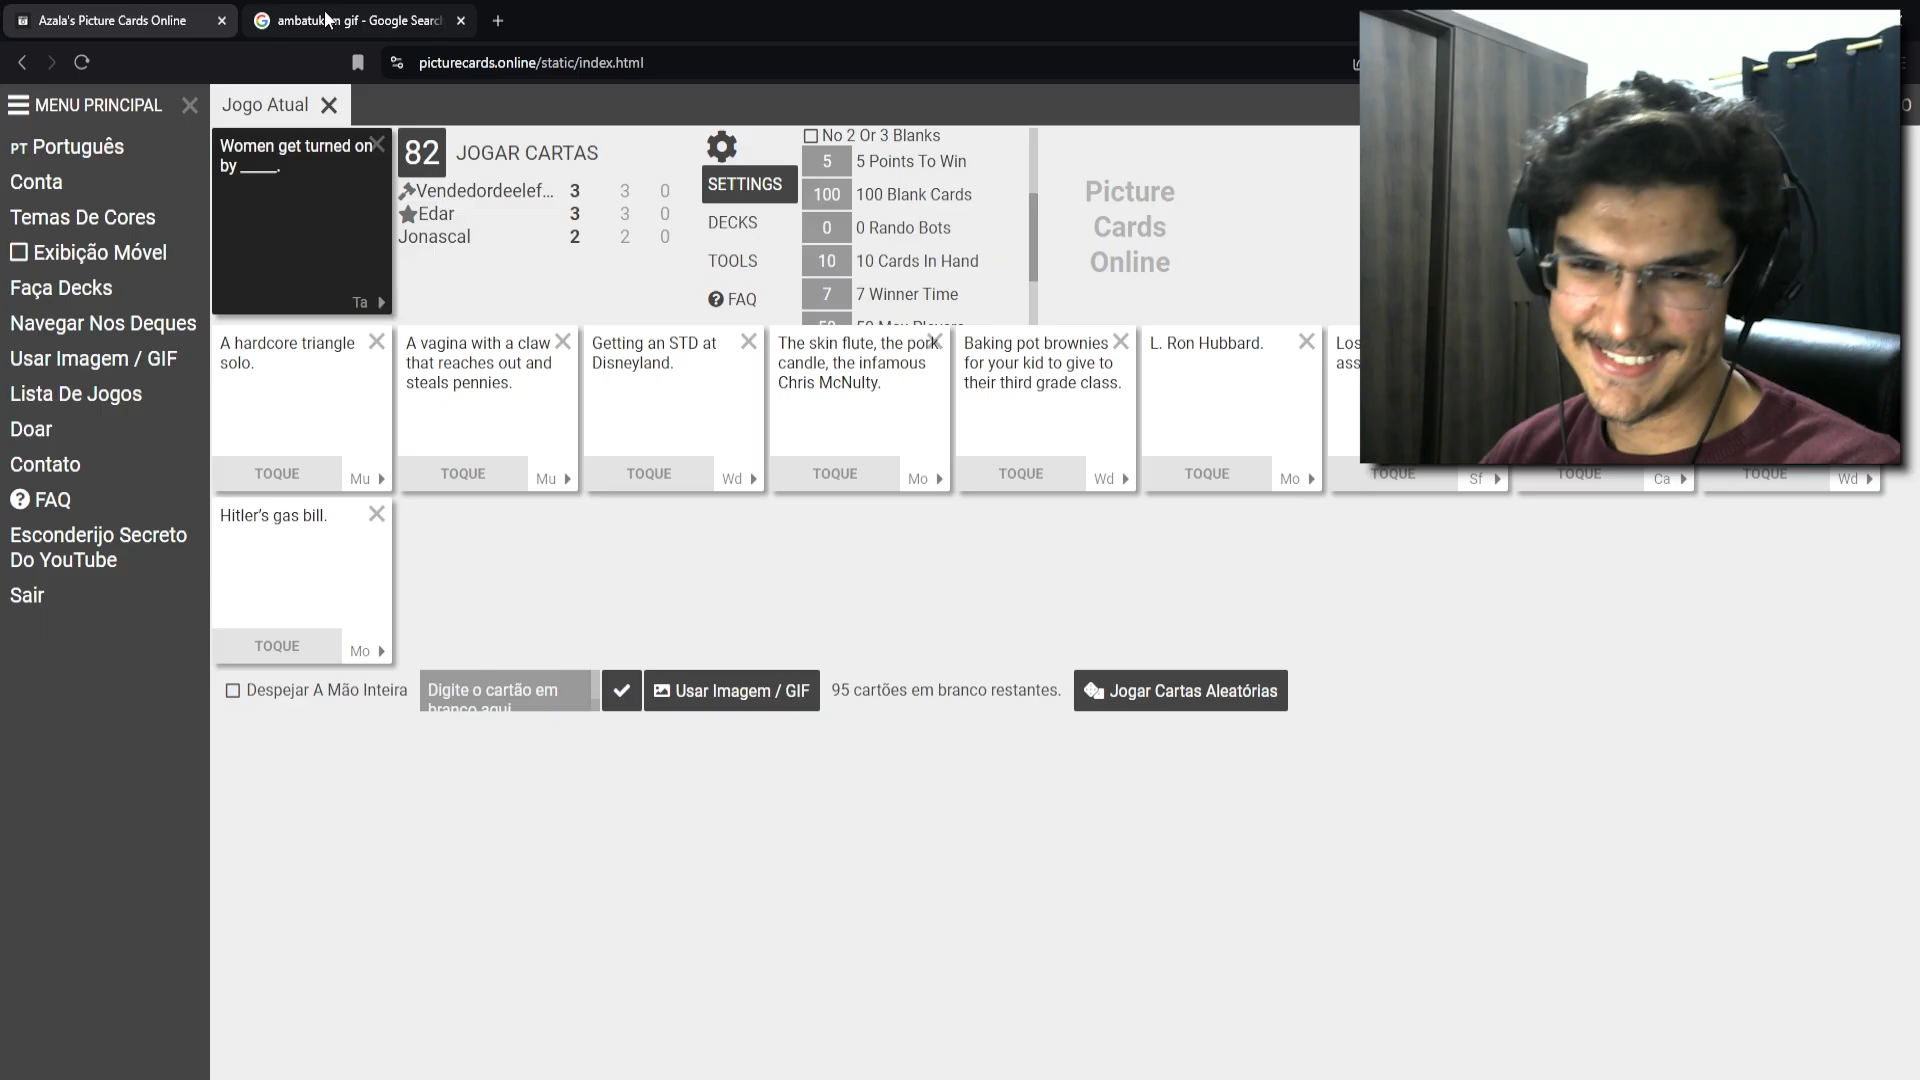 Azala's Picture Cards Online
gif - Google Searc
picturecards.online/static/index.html
MENU PRINCIPAL
Jogo Atual
PT Português
Conta
Temas De Cores
Exibição Móvel
Faça Decks
Navegar Nos Deques
Usar Imagem / GIF
Lista De Jogos
Doar
Contato
FAQ
Esconderijo Secreto
Do YouTube
Sair
Women get turned on
by _____.
Ta
82 JOGAR CARTAS
Vendedordeelef... 3 3 0
Edar 3 3 0
Jonascal 2 2 0
SETTINGS
DECKS
TOOLS
FAQ
No 2 Or 3 Blanks
5 5 Points To Win
100 100 Blank Cards
0 0 Rando Bots
10 10 Cards In Hand
7 7 Winner Time
Picture
Cards
Online
A hardcore triangle
solo.
TOQUE Mu
A vagina with a claw
that reaches out and
steals pennies.
TOQUE Mu
Getting an STD at
Disneyland.
TOQUE Wd
The skin flute, the pork
candle, the infamous
Chris McNulty.
TOQUE Mo
Baking pot brownies
for your kid to give to
their third grade class.
TOQUE Wd
L. Ron Hubbard.
TOQUE Mo
Los
ass
TOQUE Sf
TOQUE Ca
TOQUE Wd
Hitler’s gas bill.
TOQUE Mo
Despejar A Mão Inteira
Digite o cartão em
branco aqui
Usar Imagem / GIF
95 cartões em branco restantes.
Jogar Cartas Aleatórias